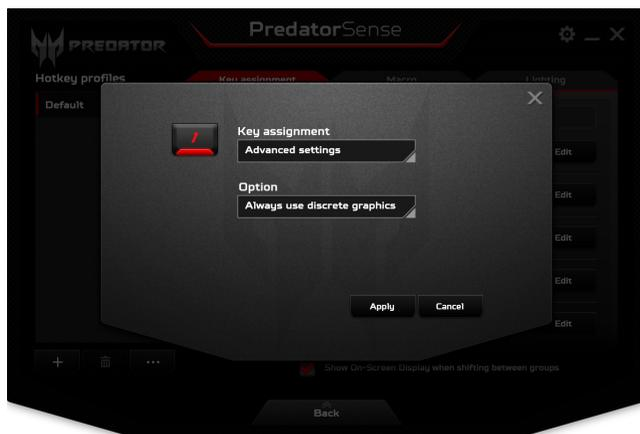 PREDATOR
PredatorSense
Hotkey profiles
Key assignment
Macro
Lighting
Default
1
Key assignment
Advanced settings
Option
Always use discrete graphics
Apply
Cancel
Edit
Edit
Edit
Edit
Edit
Show On-Screen Display when shifting between groups
Back